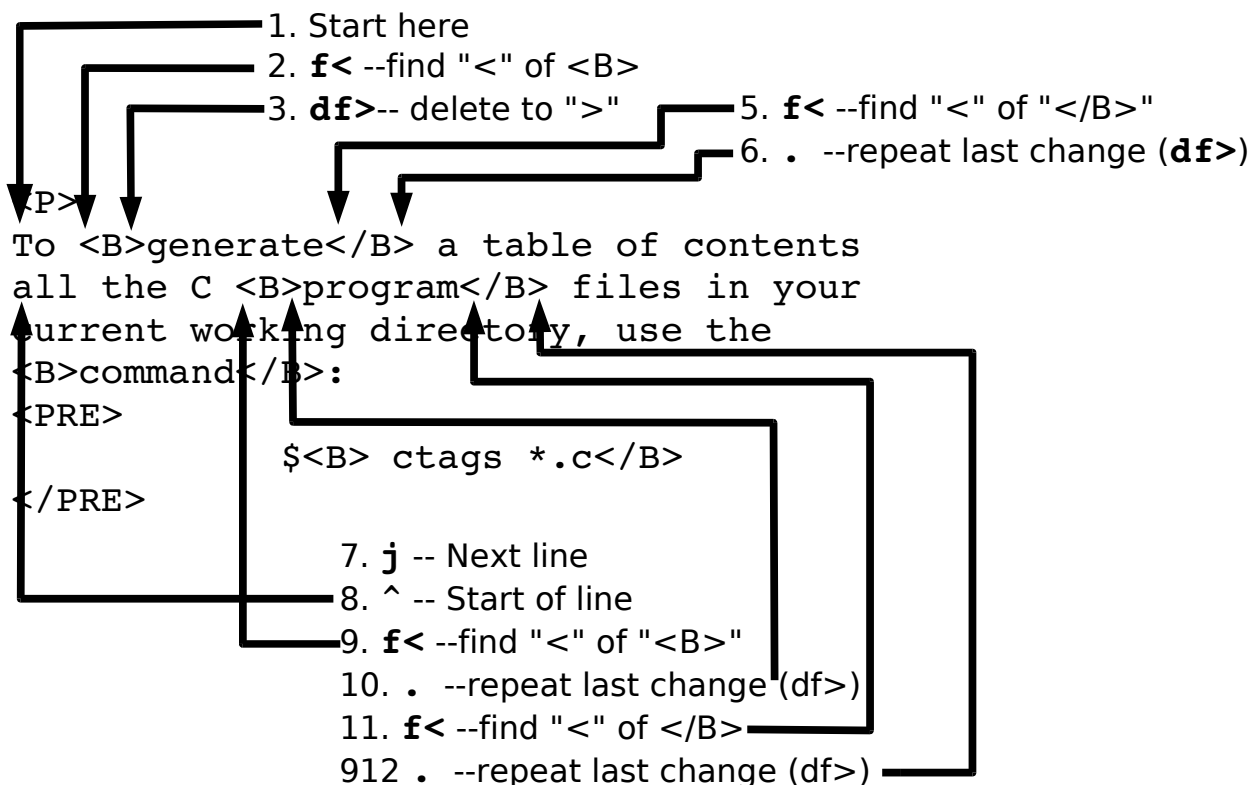 1. Start here
2. f< --find "<" of <B>
3. df>-- delete to ">"
5. f< --find "<" of "</B>"
6. . --repeat last change (df>)
<P>
To <B>generate</B> a table of contents
all the C <B>program</B> files in your
current working directory, use the
<B>command</B>:
<PRE>
$<B> ctags *.c</B>
</PRE>
7. j -- Next line
8. ^ -- Start of line
9. f< --find "<" of "<B>"
10. . --repeat last change (df>)
11. f< --find "<" of </B>
912 . --repeat last change (df>)